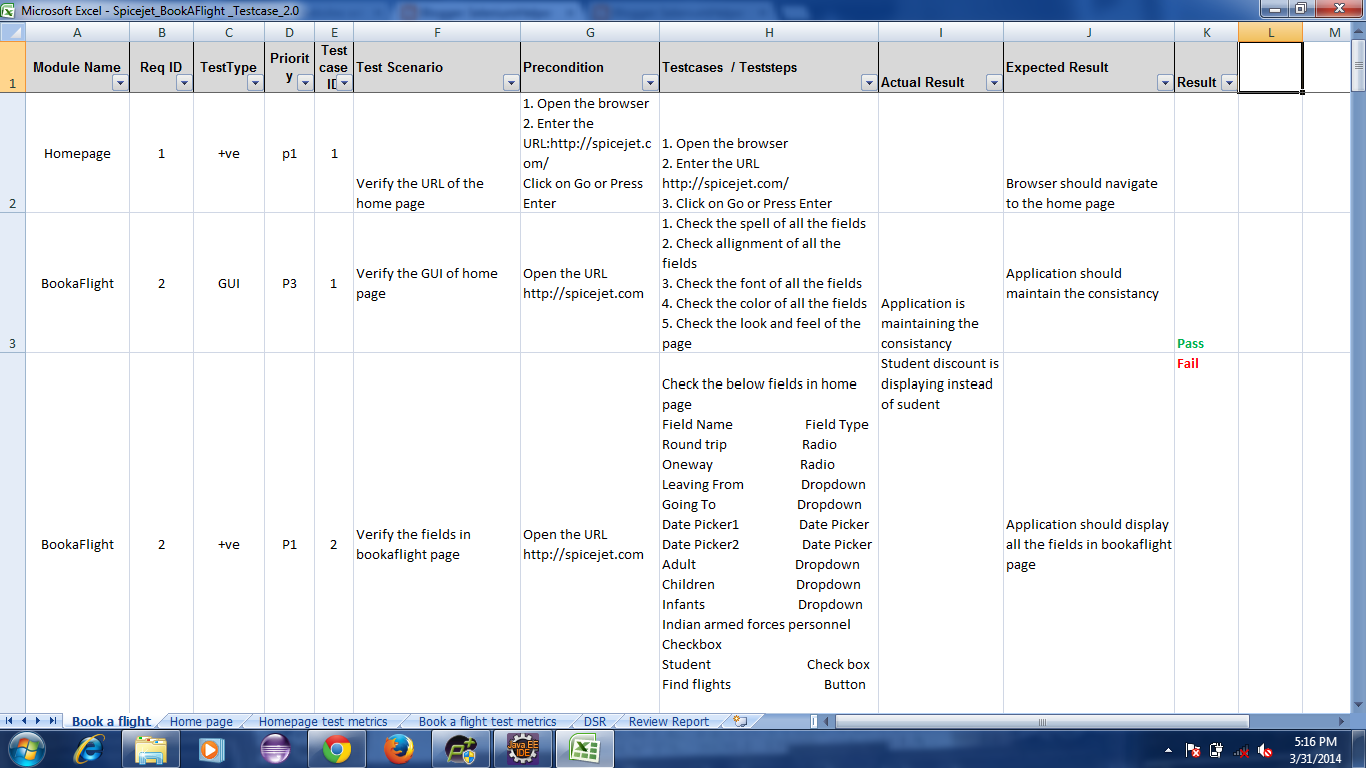 Microsoft Excel - Spicejet_BookAFlight _Testcase_2.0
A B C D E F G H I J K L M
1 Module Name Req ID TestType Priorit
y Test
case
ID Test Scenario Precondition Testcases / Teststeps Actual Result Expected Result Result
2 Homepage 1 +ve p1 1
Verify the URL of the
home page
1. Open the browser
2. Enter the
URL:http://spicejet.c
om/
Click on Go or Press
Enter
1. Open the browser
2. Enter the URL
http://spicejet.com/
3. Click on Go or Press Enter
Browser should navigate
to the home page
3 BookaFlight 2 GUI P3 1
Verify the GUI of home
page
Open the URL
http://spicejet.com
1. Check the spell of all the fields
2. Check allignment of all the
fields
3. Check the font of all the fields
4. Check the color of all the fields
5. Check the look and feel of the
page
Application is
maintaining the
consistancy
Application should
maintain the consistancy
Pass
BookaFlight 2 +ve P1 2
Verify the fields in
bookaflight page
Open the URL
http://spicejet.com
Check the below fields in home
page
Field Name Field Type
Round trip Radio
Oneway Radio
Leaving From Dropdown
Going To Dropdown
Date Picker1 Date Picker
Date Picker2 Date Picker
Adult Dropdown
Children Dropdown
Infants Dropdown
Indian armed forces personnel
Checkbox
Student Check box
Find flights Button
Student discount is
displaying instead
of sudent
Application should display
all the fields in bookaflight
page
Fail
Book a flight Home page Homepage test metrics Book a flight test metrics DSR Review Report
Java EE
IDE
5:16 PM
3/31/2014